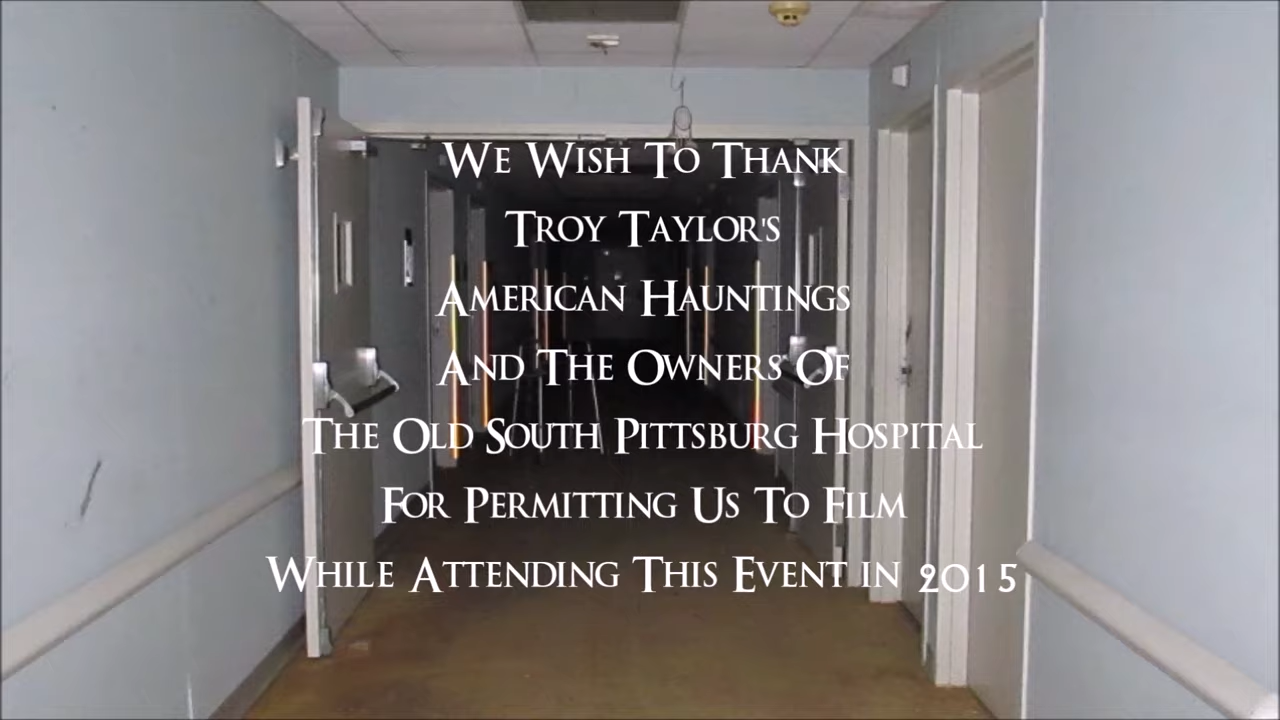 We Wish To Thank
Troy Taylor's
American Hauntings
And The Owners Of
The Old South Pittsburg Hospital
For Permitting Us To Film
While Attending This Event in 2015